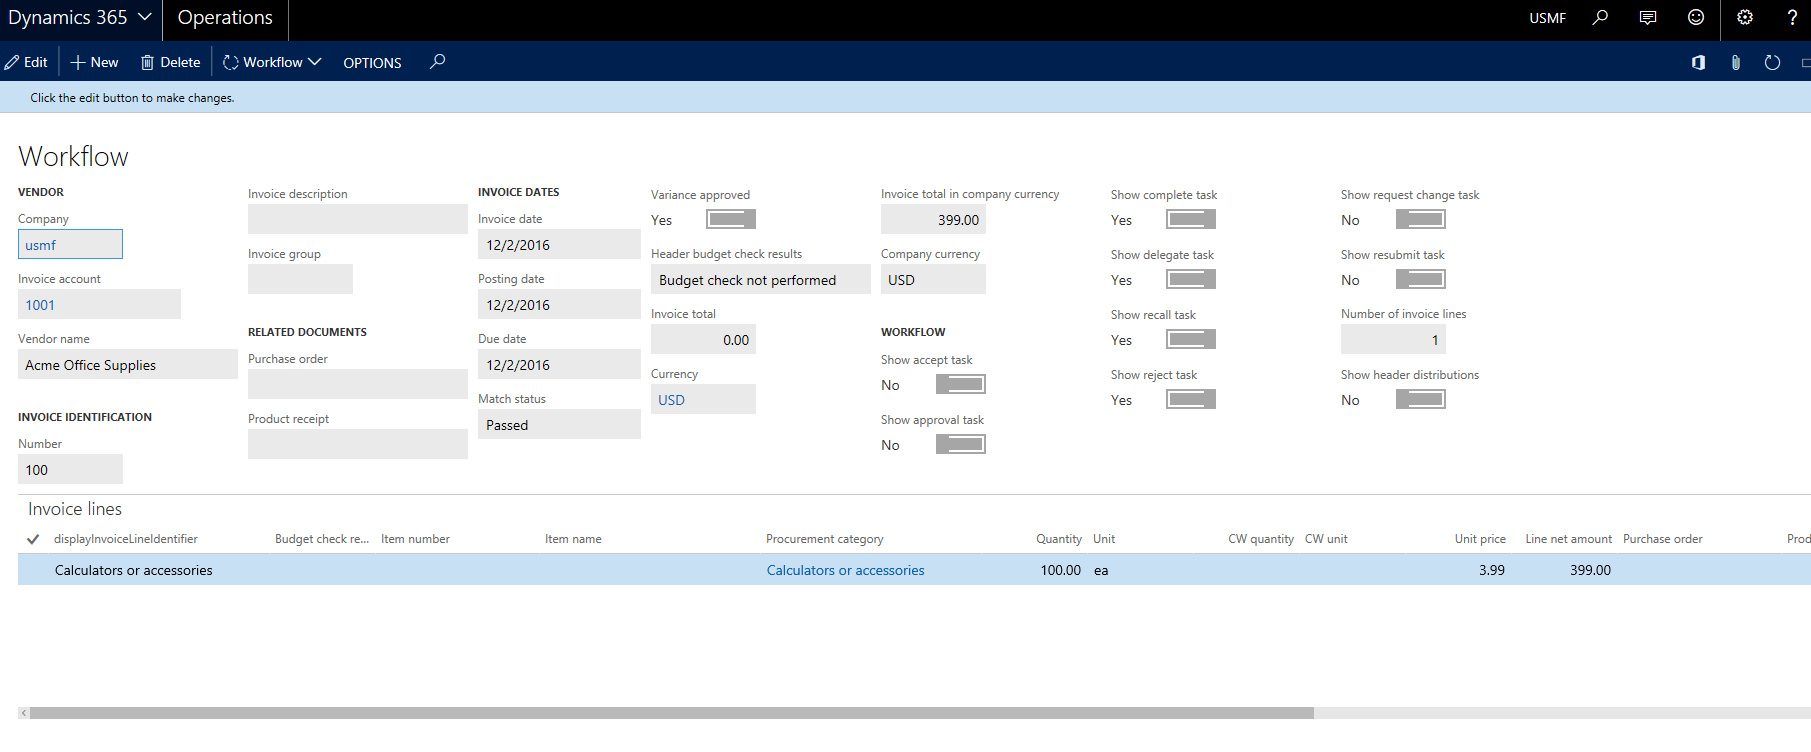 Dynamics 365 Operations USMF ?
Edit New Delete Workflow OPTIONS
Click the edit button to make changes.
Workflow
VENDOR
Company
usmf
Invoice account
1001
Vendor name
Acme Office Supplies
INVOICE IDENTIFICATION
Number
100
Invoice description
Invoice group
RELATED DOCUMENTS
Purchase order
Product receipt
INVOICE DATES
Invoice date
12/2/2016
Posting date
12/2/2016
Due date
12/2/2016
Match status
Passed
Variance approved
Yes
Header budget check results
Budget check not performed
Invoice total
0.00
Currency
USD
Invoice total in company currency
399.00
Company currency
USD
WORKFLOW
Show accept task
No
Show approval task
No
Show complete task
Yes
Show delegate task
Yes
Show recall task
Yes
Show reject task
Yes
Show request change task
No
Show resubmit task
No
Number of invoice lines
1
Show header distributions
No
Invoice lines
displayInvoiceLineIdentifier Budget check re... Item number Item name Procurement category Quantity Unit CW quantity CW unit Unit price Line net amount Purchase order Prod
Calculators or accessories Calculators or accessories 100.00 ea 3.99 399.00